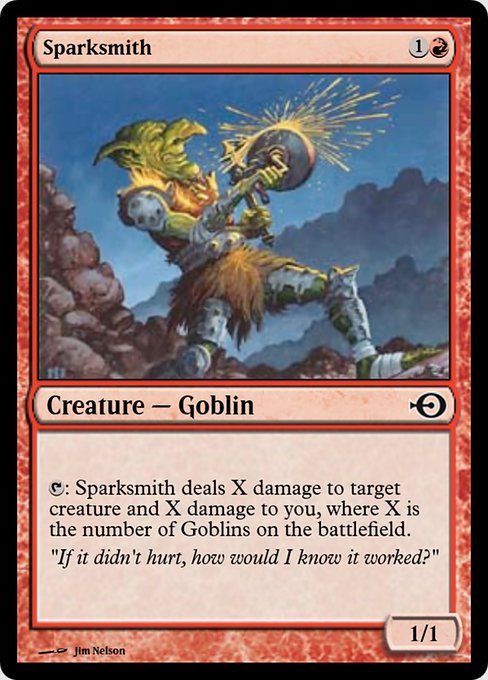 Sparksmith 1
Creature — Goblin
: Sparksmith deals X damage to target
creature and X damage to you, where X is
the number of Goblins on the battlefield.
"If it didn't hurt, how would I know it worked?"
1/1
Jim Nelson